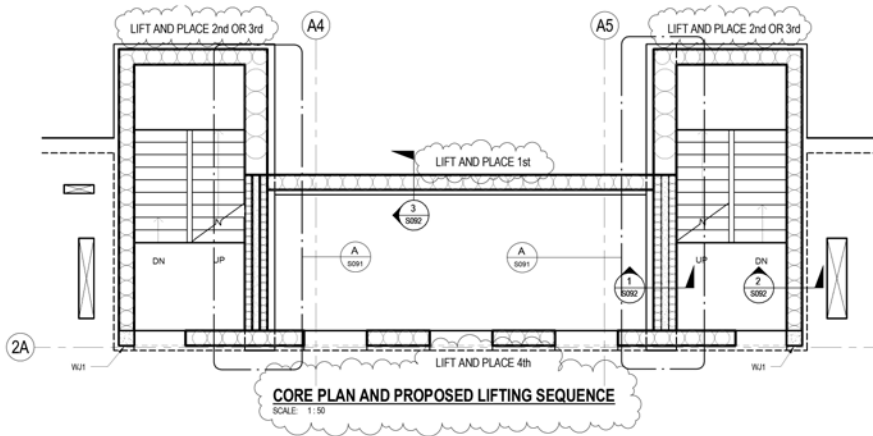 LIFT AND PLACE 2nd OR 3rd
A4
A5
LIFT AND PLACE 2nd OR 3rd
LIFT AND PLACE 1st
3
S092
N
A
S091
A
S091
DN
UP
UP
DN
1
S092
2
S092
2A
WJ1
LIFT AND PLACE 4th
WJ1
CORE PLAN AND PROPOSED LIFTING SEQUENCE
SCALE: 1 : 50